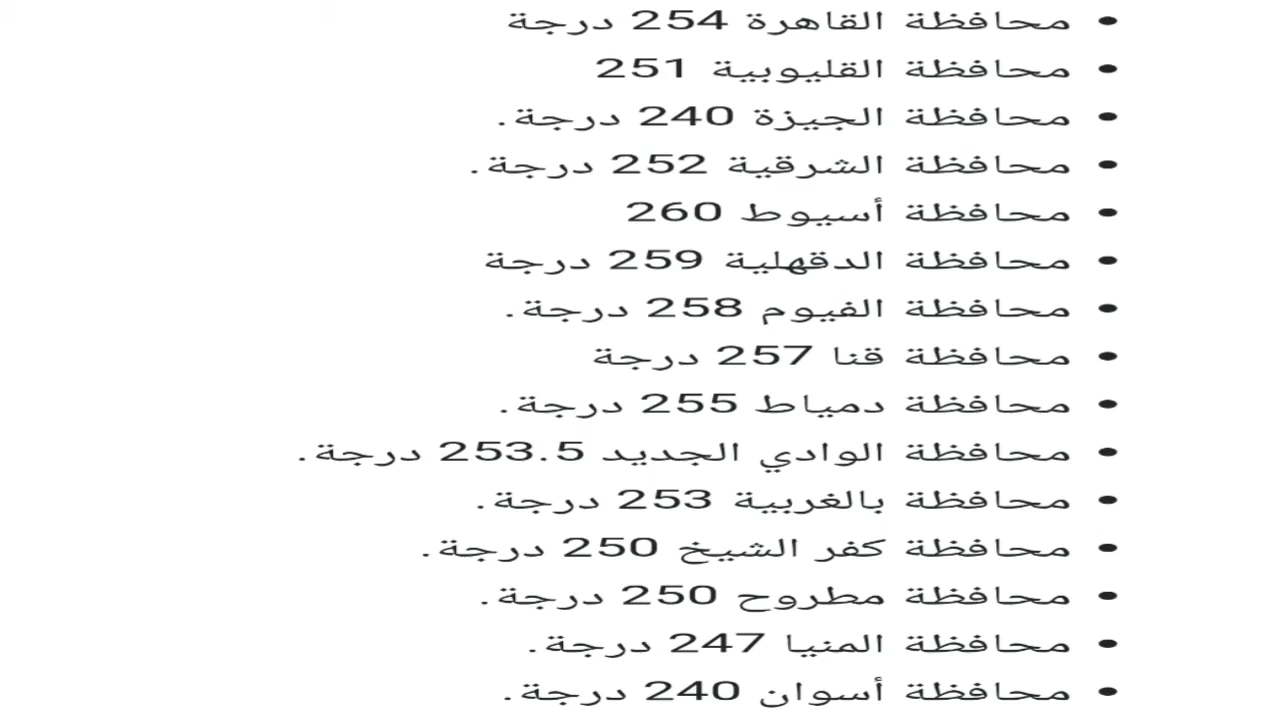 • محافظة القاهرة 254 درجة
• محافظة القليوبية 251
• محافظة الجيزة 240 درجة.
• محافظة الشرقية 252 درجة.
• محافظة أسيوط 260
• محافظة الدقهلية 259 درجة
• محافظة الفيوم 258 درجة.
• محافظة قنا 257 درجة
• محافظة دمياط 255 درجة.
• محافظة الوادي الجديد 253.5 درجة.
• محافظة بالغربية 253 درجة.
• محافظة كفر الشيخ 250 درجة.
• محافظة مطروح 250 درجة.
• محافظة المنيا 247 درجة.
• محافظة أسوان 240 درجة.